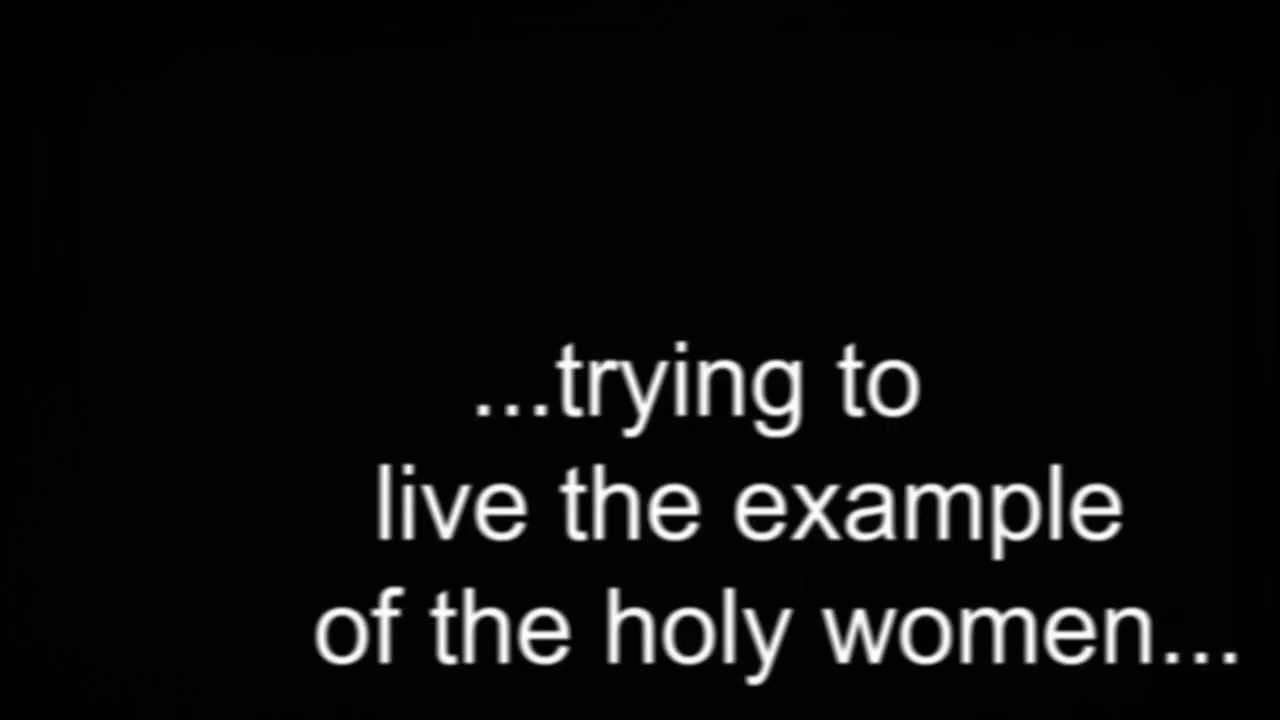 ...trying to
live the example
of the holy women...